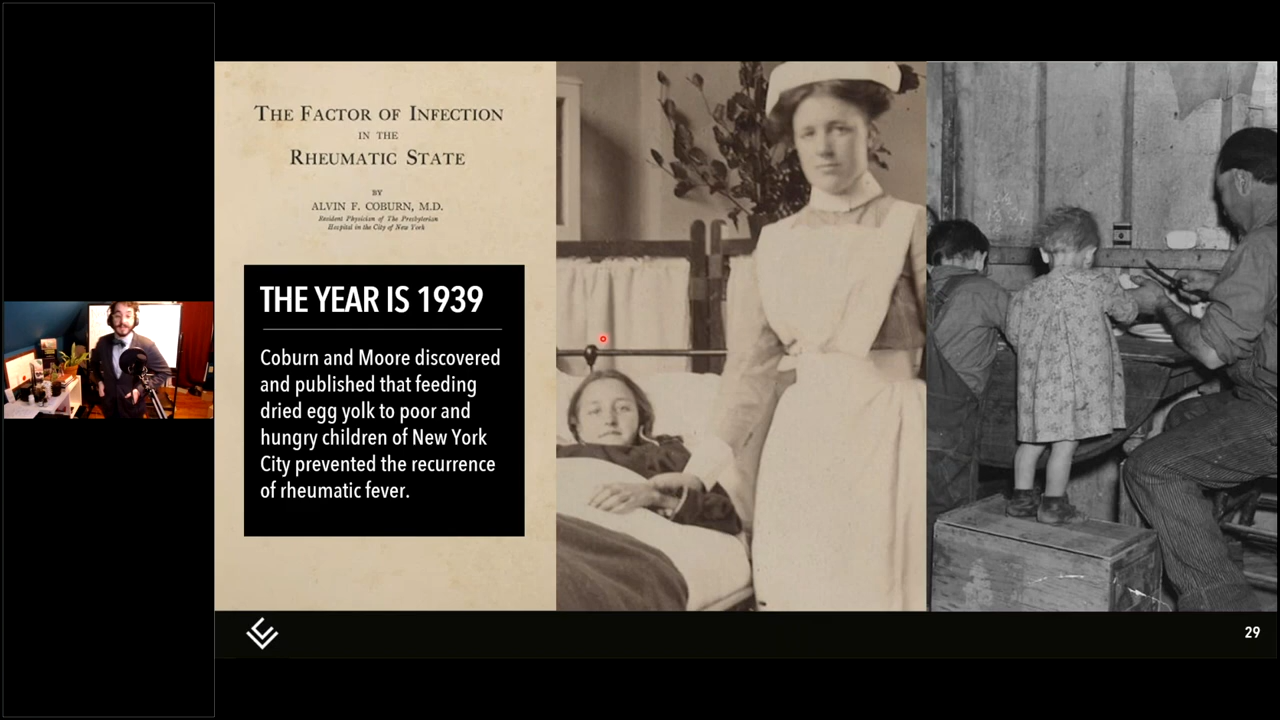 THE FACTOR OF INFECTION
IN THE
RHEUMATIC STATE
BY
ALVIN F. COBURN, M.D.
Resident Physician of The Presbyterian
Hospital in the City of New York
THE YEAR IS 1939
Coburn and Moore discovered
and published that feeding
dried egg yolk to poor and
hungry children of New York
City prevented the recurrence
of rheumatic fever.
29